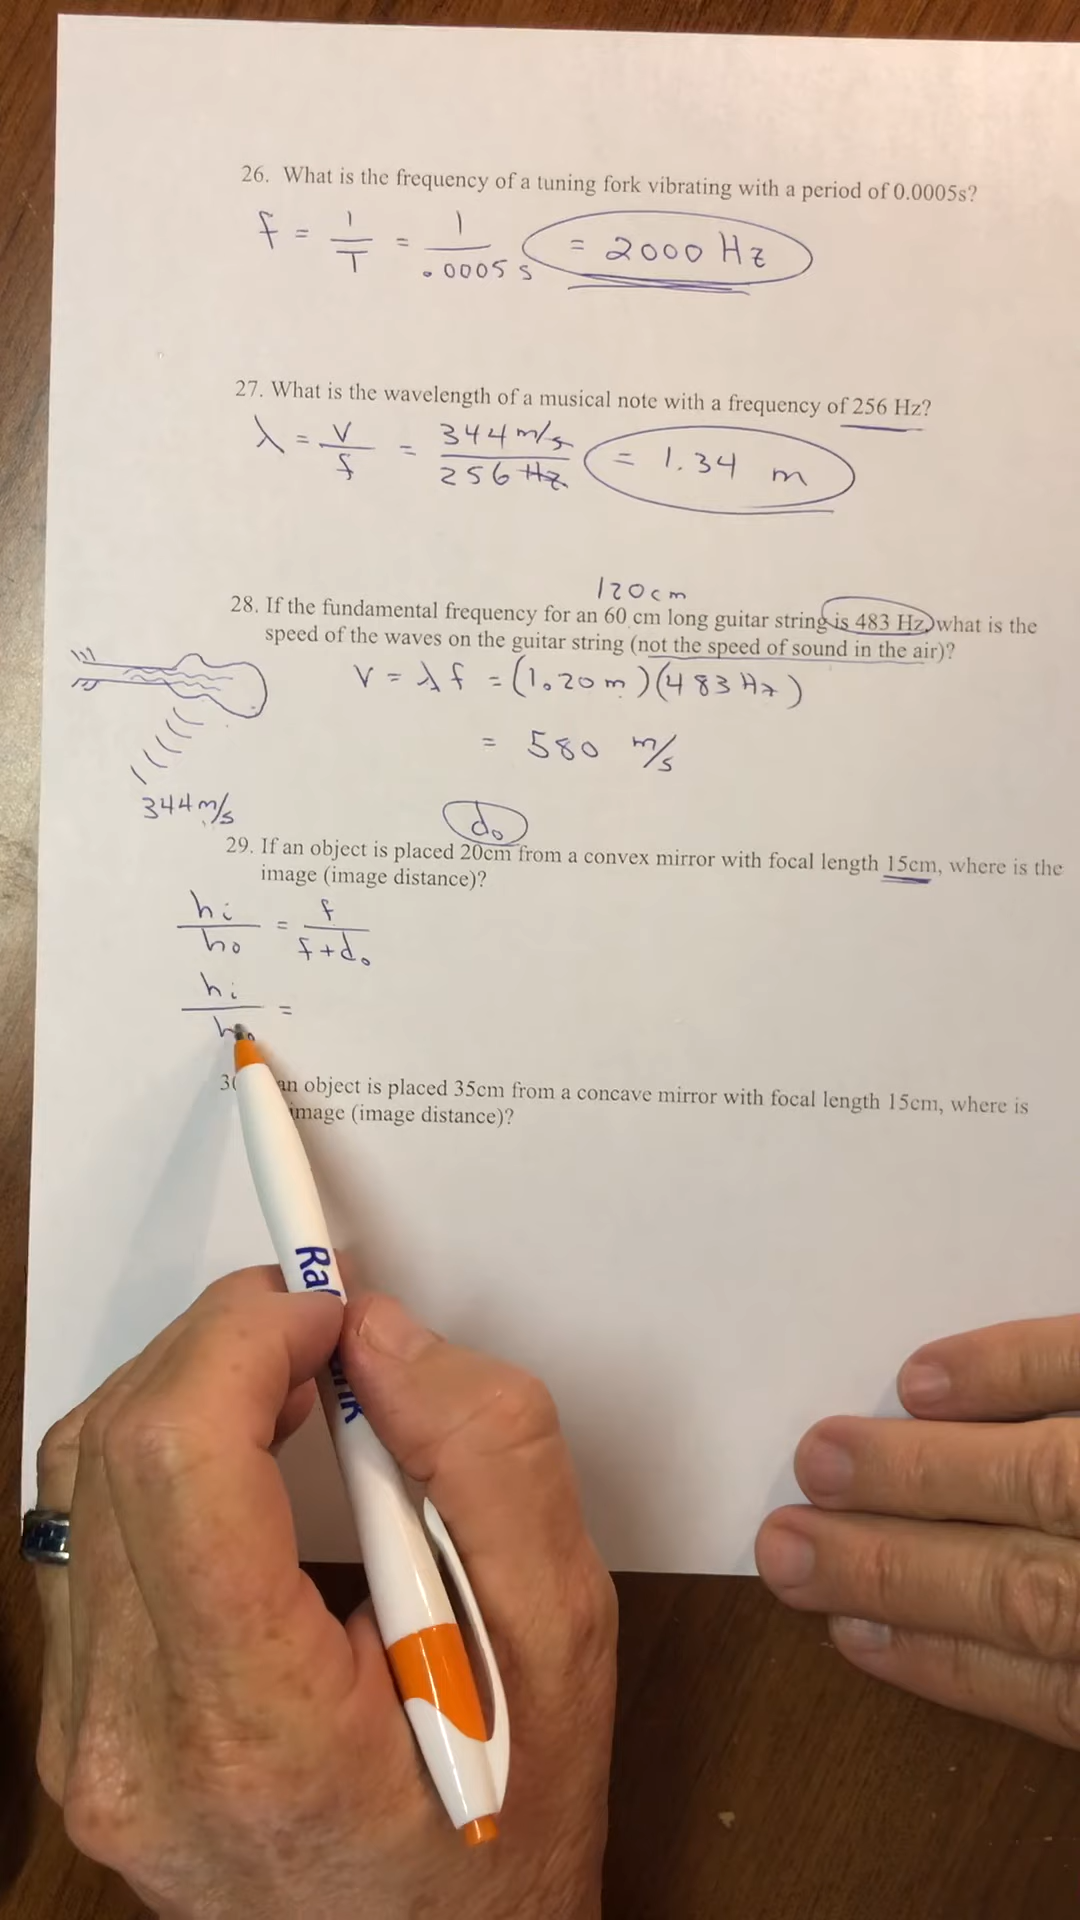 26. What is the frequency of a tuning fork vibrating with a period of 0.0005s?
f = 1/T = 1/.0005 s = 2000 Hz
27. What is the wavelength of a musical note with a frequency of 256 Hz?
λ = v/f = 344 m/s / 256 Hz = 1.34 m
120cm
28. If the fundamental frequency for an 60 cm long guitar string is 483 Hz, what is the
speed of the waves on the guitar string (not the speed of sound in the air)?
v = λ f = (1.20 m)(483 Hz)
= 580 m/s
344 m/s
do
29. If an object is placed 20cm from a convex mirror with focal length 15cm, where is the
image (image distance)?
hi/ho = f/f+do
hi/ho =
an object is placed 35cm from a concave mirror with focal length 15cm, where is
image (image distance)?